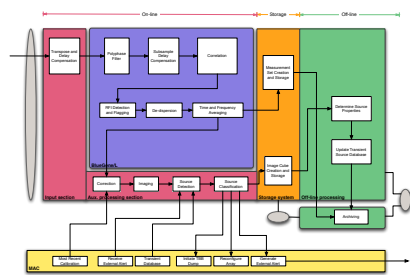 On-line
Storage
Off-line
Transpose and
Delay
Compensation
Polyphase
Filter
Subsample
Delay
Compensation
Correlation
RFI Detection
and Flagging
De-dispersion
Time and Frequency
Averaging
BlueGene/L
Measurement
Set Creation
and Storage
Determine Source
Properties
Update Transient
Source Database
Image Cube
Creation and
Storage
Correction
Imaging
Source
Detection
Source
Classification
Input section
Aux. processing section
Storage system
Off-line processing
Archiving
Most Recent
Calibration
Receive
External Alert
Transient
Database
Initiate TBB
Dump
Reconfigure
Array
Generate
External Alert
MAC